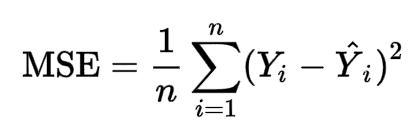 MSE = \frac{1}{n} \sum_{i=1}^{n} (Y_i - \hat{Y}_i)^2